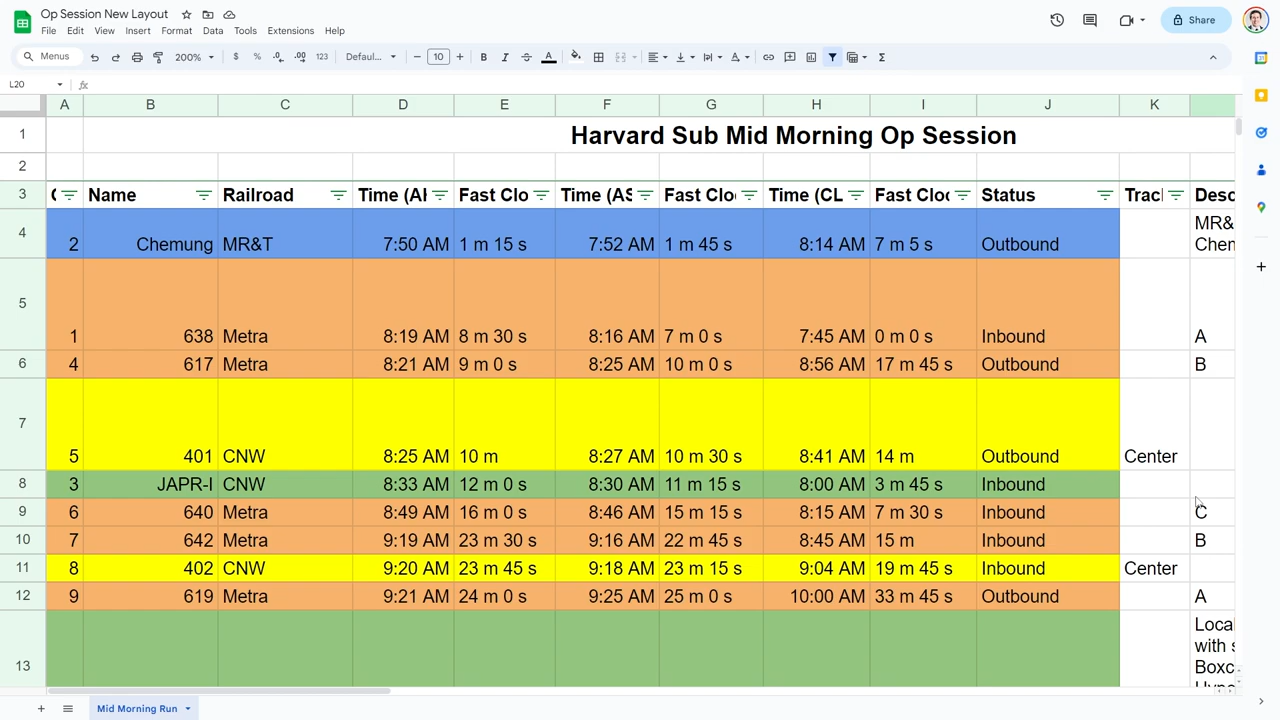 Op Session New Layout
File Edit View Insert Format Data Tools Extensions Help
Share
Menus 200% $ % .0 .00 123 Defaul... 10 B I A Σ
L20 fx
A B C D E F G H I J K
1 Harvard Sub Mid Morning Op Session
2
3 Name Railroad Time (AI Fast Clo Time (AS Fast Clo Time (CL Fast Cloc Status Trac Desc
4 2 Chemung MR&T 7:50 AM 1 m 15 s 7:52 AM 1 m 45 s 8:14 AM 7 m 5 s Outbound MR&
Chem
5 1 638 Metra 8:19 AM 8 m 30 s 8:16 AM 7 m 0 s 7:45 AM 0 m 0 s Inbound A
6 4 617 Metra 8:21 AM 9 m 0 s 8:25 AM 10 m 0 s 8:56 AM 17 m 45 s Outbound B
7 5 401 CNW 8:25 AM 10 m 8:27 AM 10 m 30 s 8:41 AM 14 m Outbound Center
8 3 JAPR-I CNW 8:33 AM 12 m 0 s 8:30 AM 11 m 15 s 8:00 AM 3 m 45 s Inbound
9 6 640 Metra 8:49 AM 16 m 0 s 8:46 AM 15 m 15 s 8:15 AM 7 m 30 s Inbound C
10 7 642 Metra 9:19 AM 23 m 30 s 9:16 AM 22 m 45 s 8:45 AM 15 m Inbound B
11 8 402 CNW 9:20 AM 23 m 45 s 9:18 AM 23 m 15 s 9:04 AM 19 m 45 s Inbound Center
12 9 619 Metra 9:21 AM 24 m 0 s 9:25 AM 25 m 0 s 10:00 AM 33 m 45 s Outbound A
13 Local
with s
Boxc
Mid Morning Run